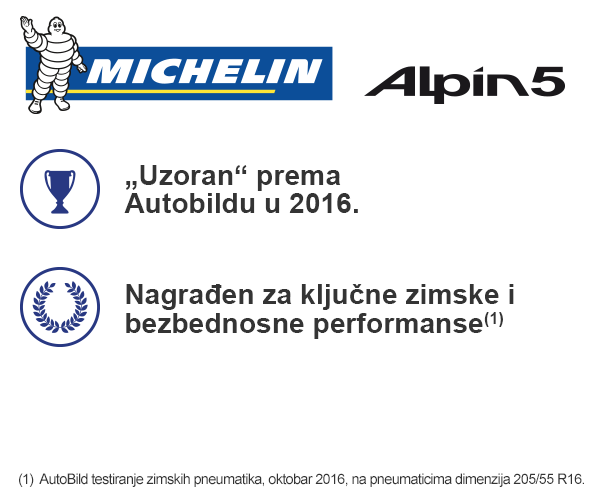 MICHELIN
Alpin5
„Uzoran“ prema
Autobildu u 2016.
Nagrađen za ključne zimske i
bezbednosne performanse(1)
(1) AutoBild testiranje zimskih pneumatika, oktobar 2016, na pneumaticima dimenzija 205/55 R16.